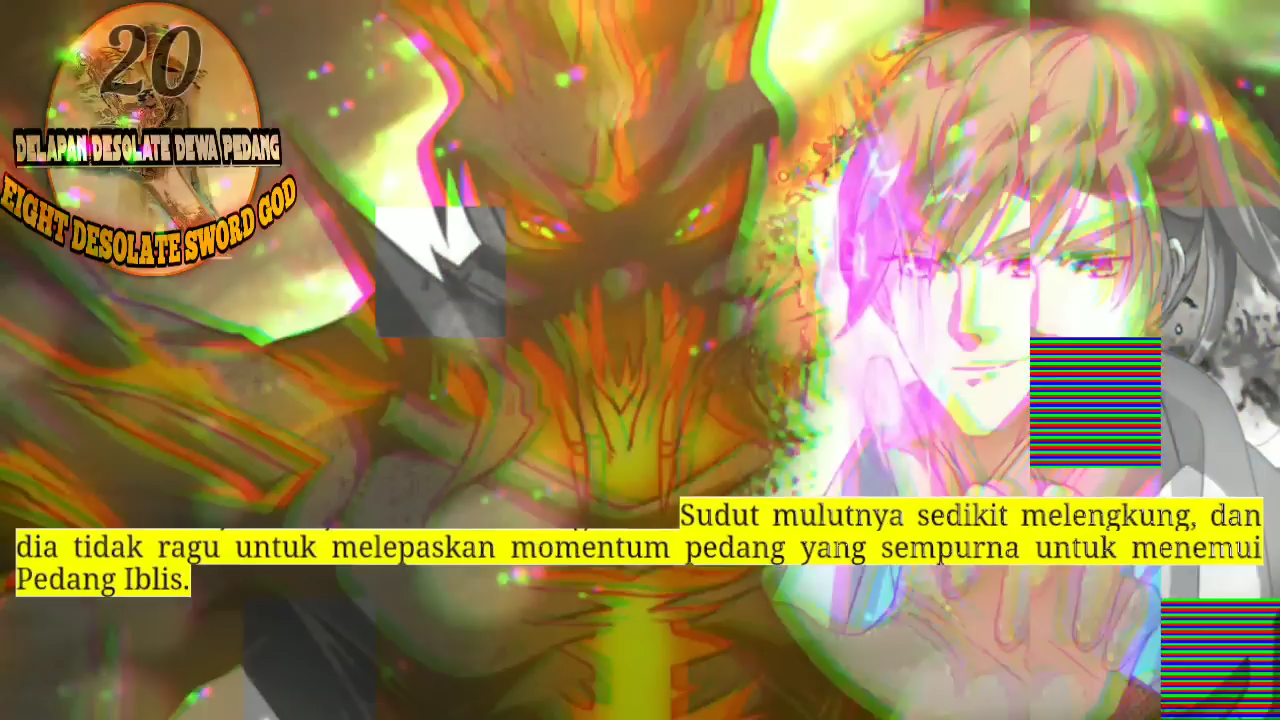 20
DELAPAN DESOLATE DEWA PEDANG
EIGHT DESOLATE SWORD GOD
Sudut mulutnya sedikit melengkung, dan
dia tidak ragu untuk melepaskan momentum pedang yang sempurna untuk menemui
Pedang Iblis.